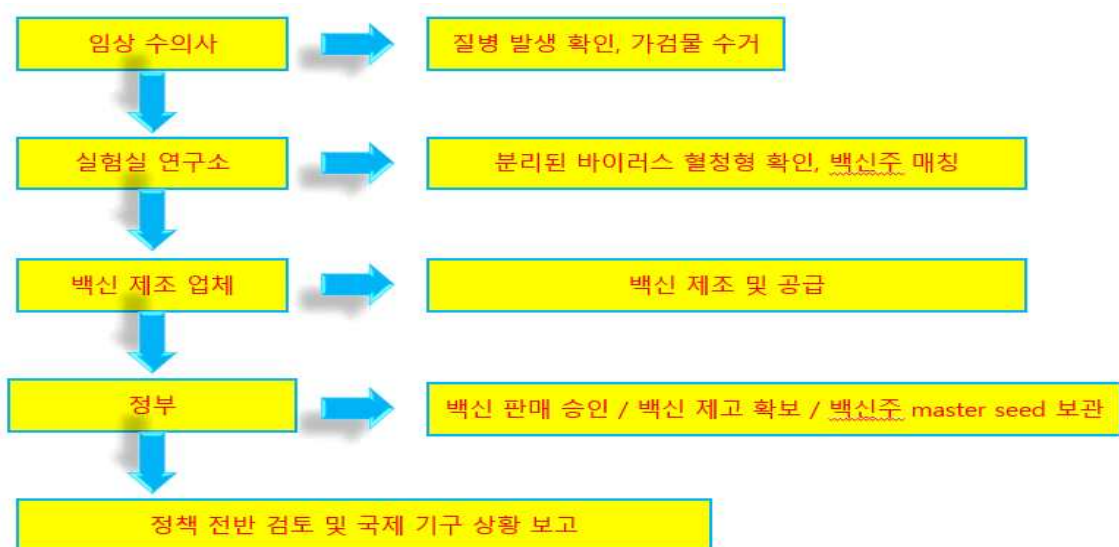 임상 수의사
질병 발생 확인, 가검물 수거
실험실 연구소
분리된 바이러스 혈청형 확인, 백신주 매칭
백신 제조 업체
백신 제조 및 공급
정부
백신 판매 승인 / 백신 제고 확보 / 백신주 master seed 보관
정책 전반 검토 및 국제 기구 상황 보고